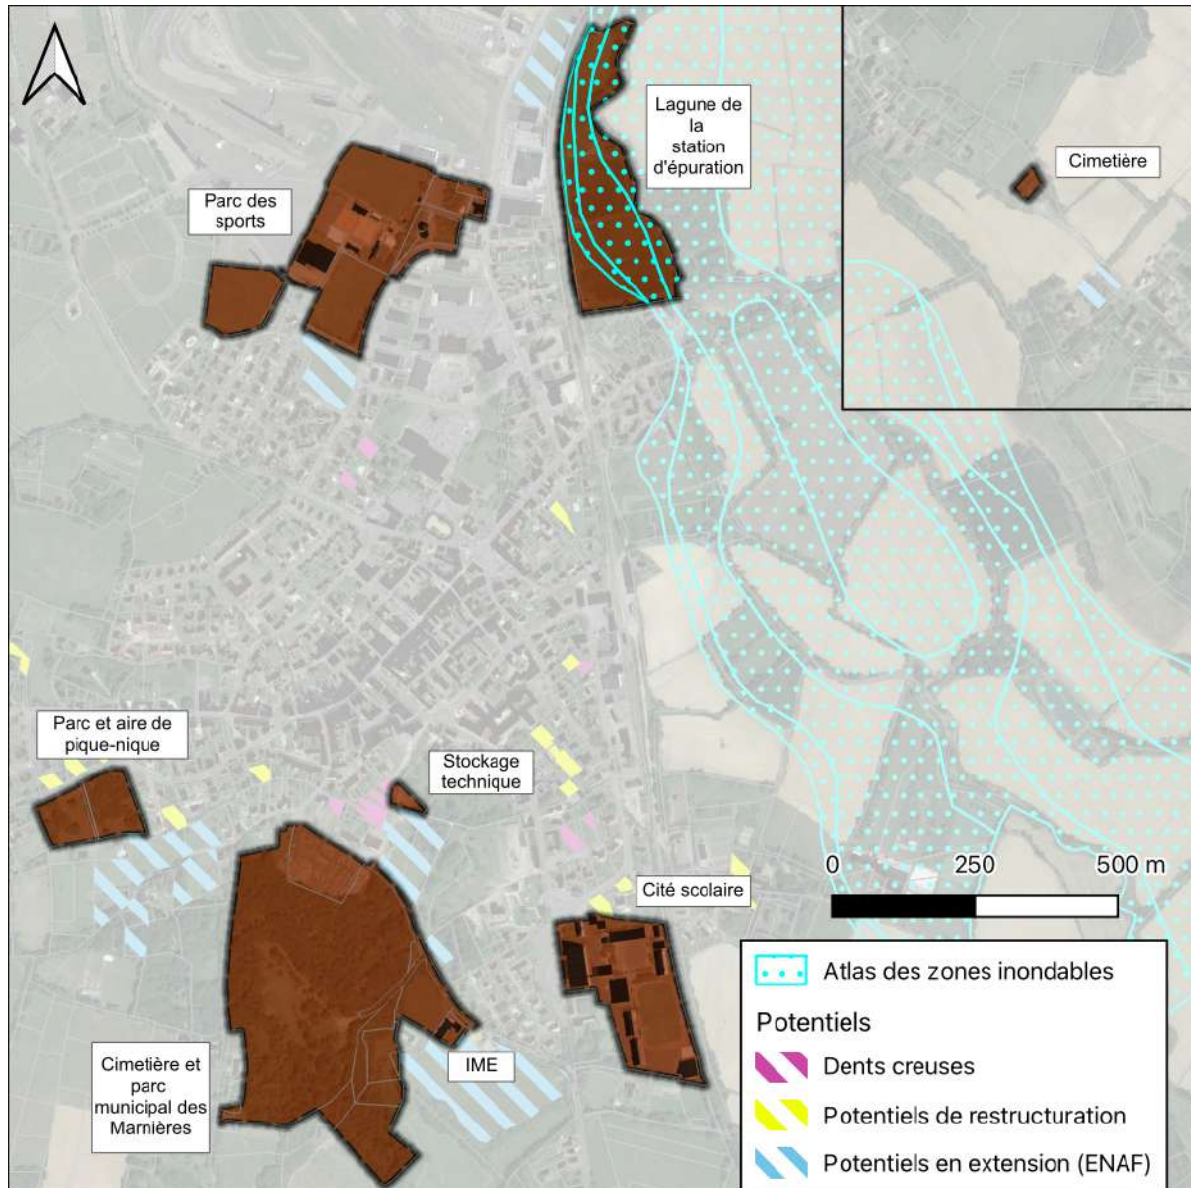 Lagune de
la
station
d'épuration
Cimetière
Parc des
sports
Parc et aire de
pique-nique
Stockage
technique
Cité scolaire
0 250 500 m
Cimetière et
parc
municipal des
Marnières
IME
Atlas des zones inondables
Potentiels
Dents creuses
Potentiels de restructuration
Potentiels en extension (ENAF)